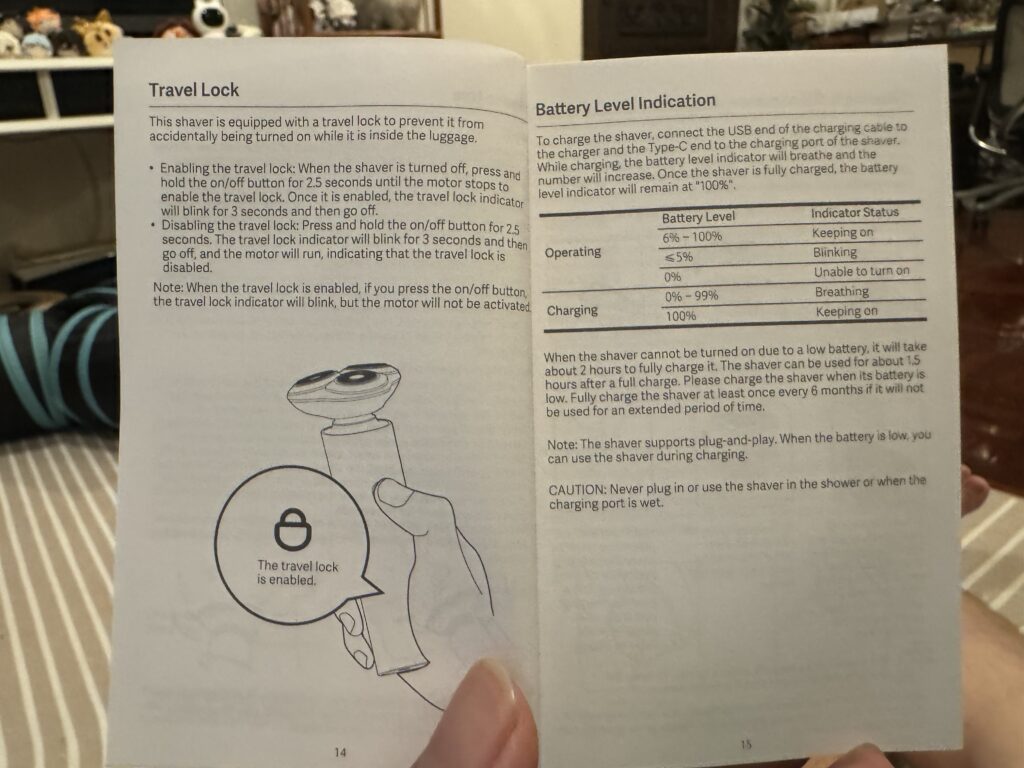 Travel Lock
This shaver is equipped with a travel lock to prevent it from
accidentally being turned on while it is inside the luggage.
• Enabling the travel lock: When the shaver is turned off, press and
hold the on/off button for 2.5 seconds until the motor stops to
enable the travel lock. Once it is enabled, the travel lock indicator
will blink for 3 seconds and then go off.
• Disabling the travel lock: Press and hold the on/off button for 2.5
seconds. The travel lock indicator will blink for 3 seconds and then
go off, and the motor will run, indicating that the travel lock is
disabled.
Note: When the travel lock is enabled, if you press the on/off button,
the travel lock indicator will blink, but the motor will not be activated.
The travel lock
is enabled.
14
Battery Level Indication
To charge the shaver, connect the USB end of the charging cable to
the charger and the Type-C end to the charging port of the shaver.
While charging, the battery level indicator will breathe and the
number will increase. Once the shaver is fully charged, the battery
level indicator will remain at "100%".
Battery Level Indicator Status
Operating
6% – 100% Keeping on
⩽5% Blinking
0% Unable to turn on
Charging
0% – 99% Breathing
100% Keeping on
When the shaver cannot be turned on due to a low battery, it will take
about 2 hours to fully charge it. The shaver can be used for about 1.5
hours after a full charge. Please charge the shaver when its battery is
low. Fully charge the shaver at least once every 6 months if it will not
be used for an extended period of time.
Note: The shaver supports plug-and-play. When the battery is low, you
can use the shaver during charging.
CAUTION: Never plug in or use the shaver in the shower or when the
charging port is wet.
15